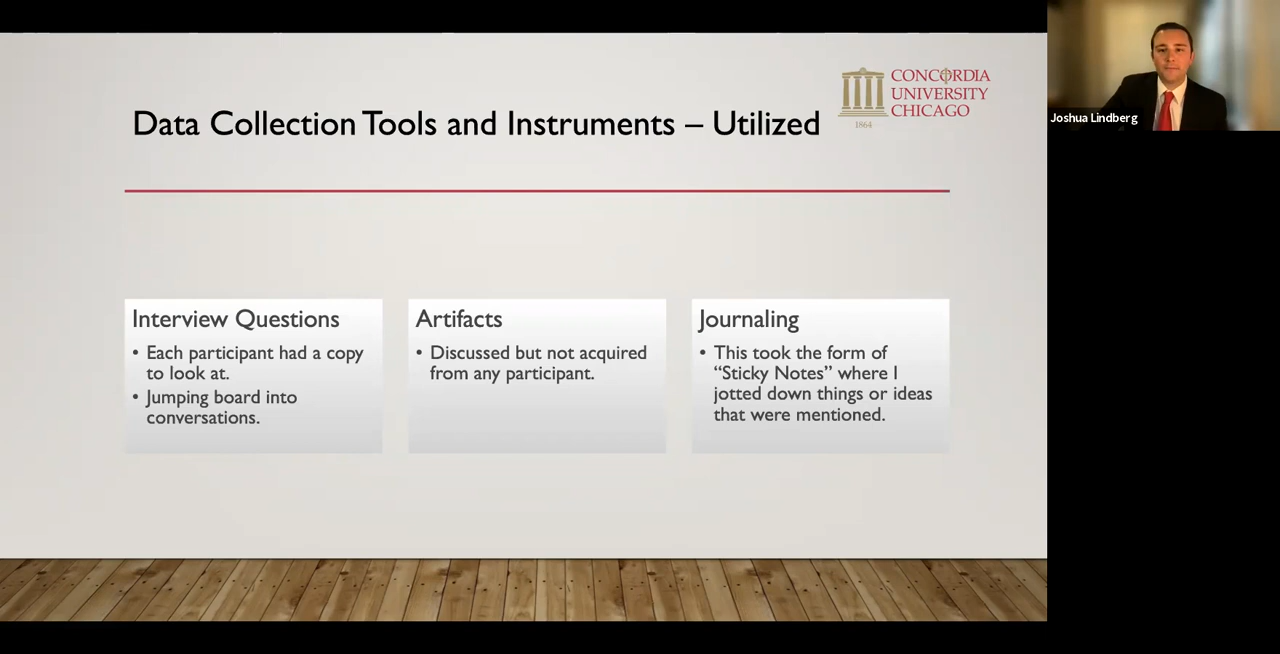 Data Collection Tools and Instruments – Utilized
CONCORDIA
UNIVERSITY
CHICAGO
1864
Joshua Lindberg
Interview Questions
• Each participant had a copy
to look at.
• Jumping board into
conversations.
Artifacts
• Discussed but not acquired
from any participant.
Journaling
• This took the form of
“Sticky Notes” where I
jotted down things or ideas
that were mentioned.